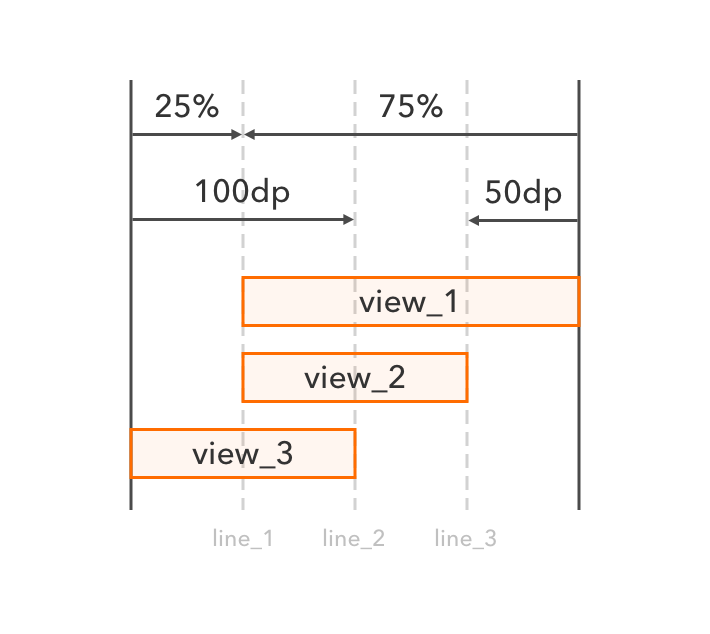 25% 75%
100dp 50dp
view_1
view_2
view_3
line_1 line_2 line_3